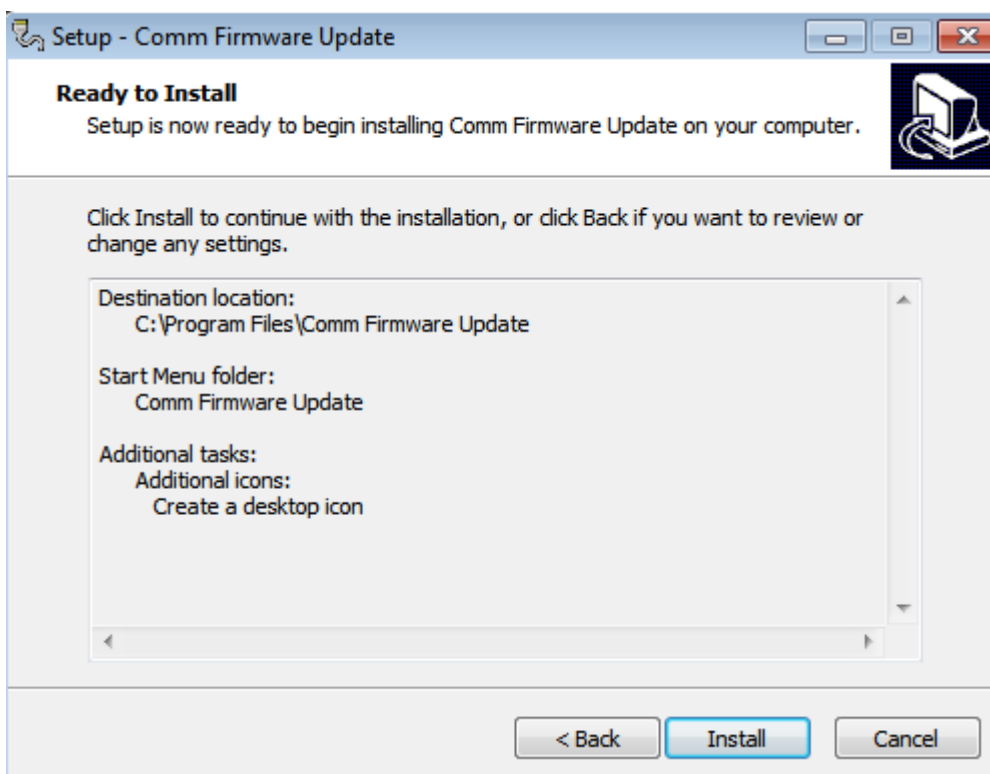 Setup - Comm Firmware Update
Ready to Install
Setup is now ready to begin installing Comm Firmware Update on your computer.
Click Install to continue with the installation, or click Back if you want to review or
change any settings.
Destination location:
C:\Program Files\Comm Firmware Update
Start Menu folder:
Comm Firmware Update
Additional tasks:
Additional icons:
Create a desktop icon
< Back
Install
Cancel